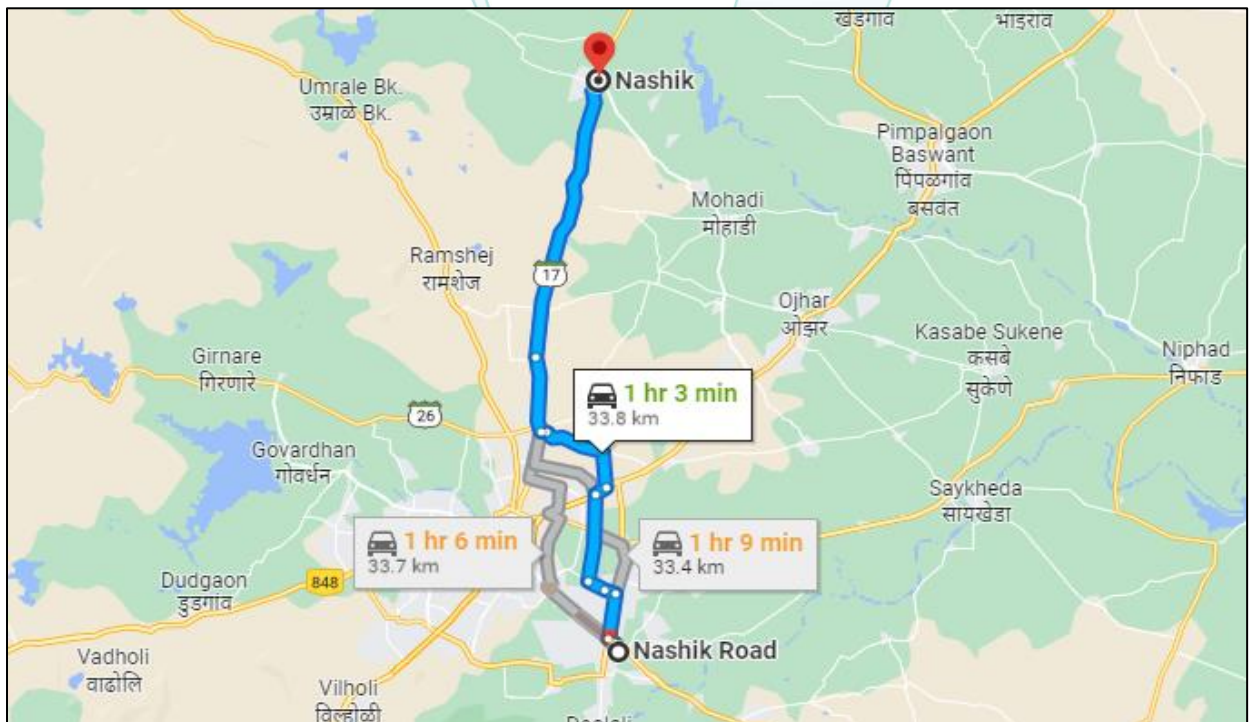 खेडगाव
भाइराव
Nashik
Umrale Bk.
उम्राळे Bk.
Pimpalgaon
Baswant
पिंपळगांव
बसवंत
Mohadi
मोहाडी
Ramshej
रामशेज
17
Ojhar
ओझर
Kasabe Sukene
कसबे
सुकेणे
Niphad
निफाड
Girnare
गिरणारे
1 hr 3 min
33.8 km
26
Govardhan
गोवर्धन
Saykheda
सायखेडा
1 hr 6 min
33.7 km
1 hr 9 min
33.4 km
Dudgaon
डुडगांव
848
Nashik Road
Vadholi
वाढोलि
Vilholi
विल्होळी